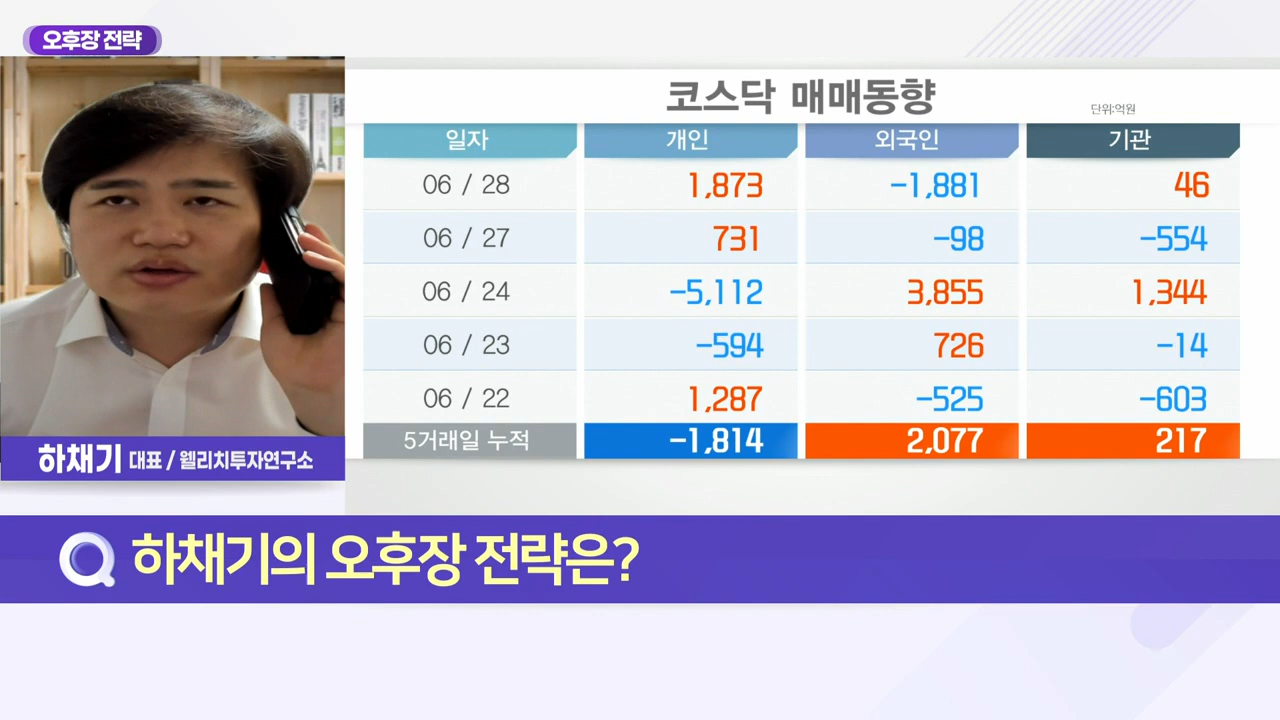 오후장 전략
코스닥 매매동향
단위:억원
일자 개인 외국인 기관
06 / 28 1,873 -1,881 46
06 / 27 731 -98 -554
06 / 24 -5,112 3,855 1,344
06 / 23 -594 726 -14
06 / 22 1,287 -525 -603
5거래일 누적 -1,814 2,077 217
하채기 대표 / 웰리치투자연구소
하채기의 오후장 전략은?